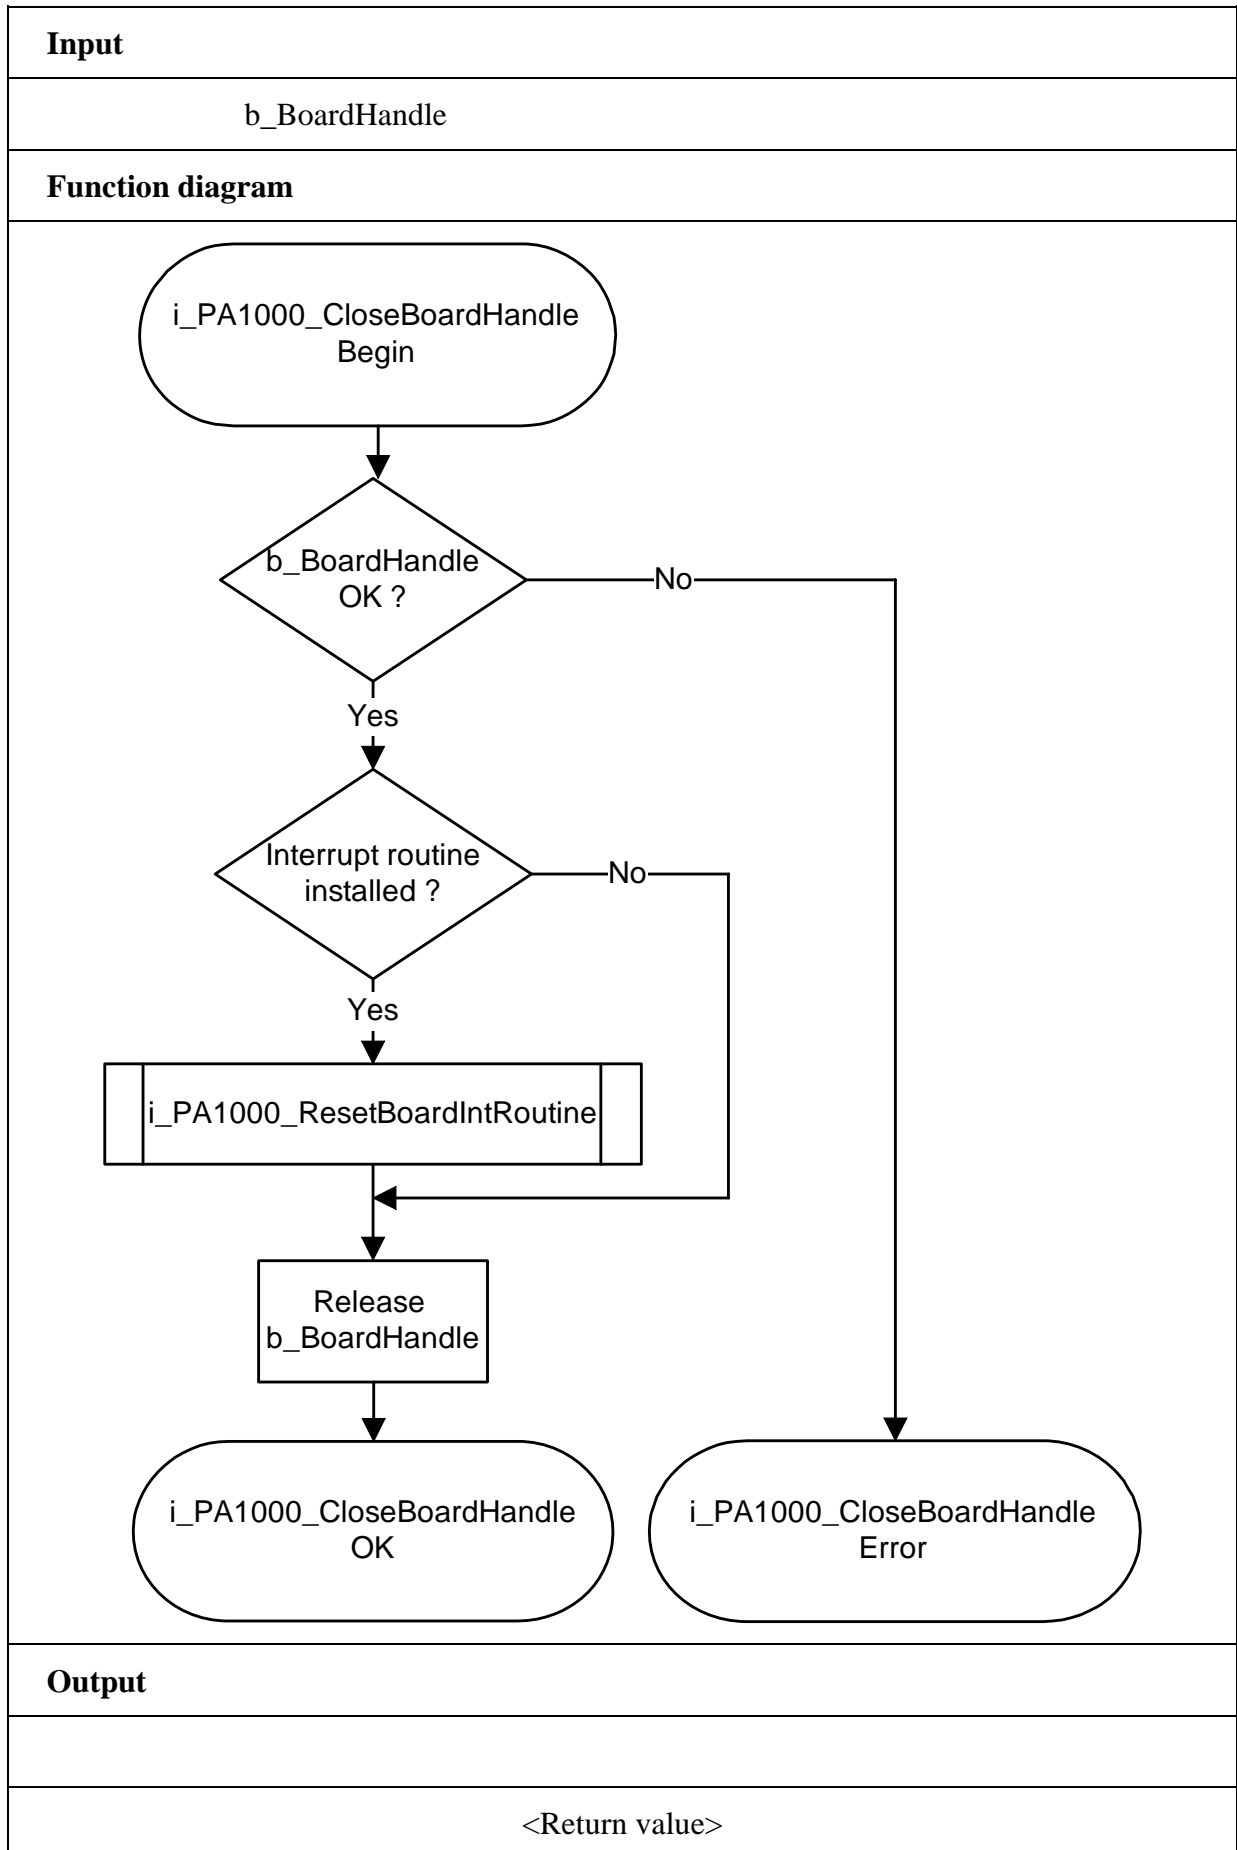 Input
b_BoardHandle
Function diagram
i_PA1000_CloseBoardHandle
Begin
b_BoardHandle
OK ?
No
Yes
Interrupt routine
installed ?
No
Yes
i_PA1000_ResetBoardIntRoutine
Release
b_BoardHandle
i_PA1000_CloseBoardHandle
OK
i_PA1000_CloseBoardHandle
Error
Output
<Return value>